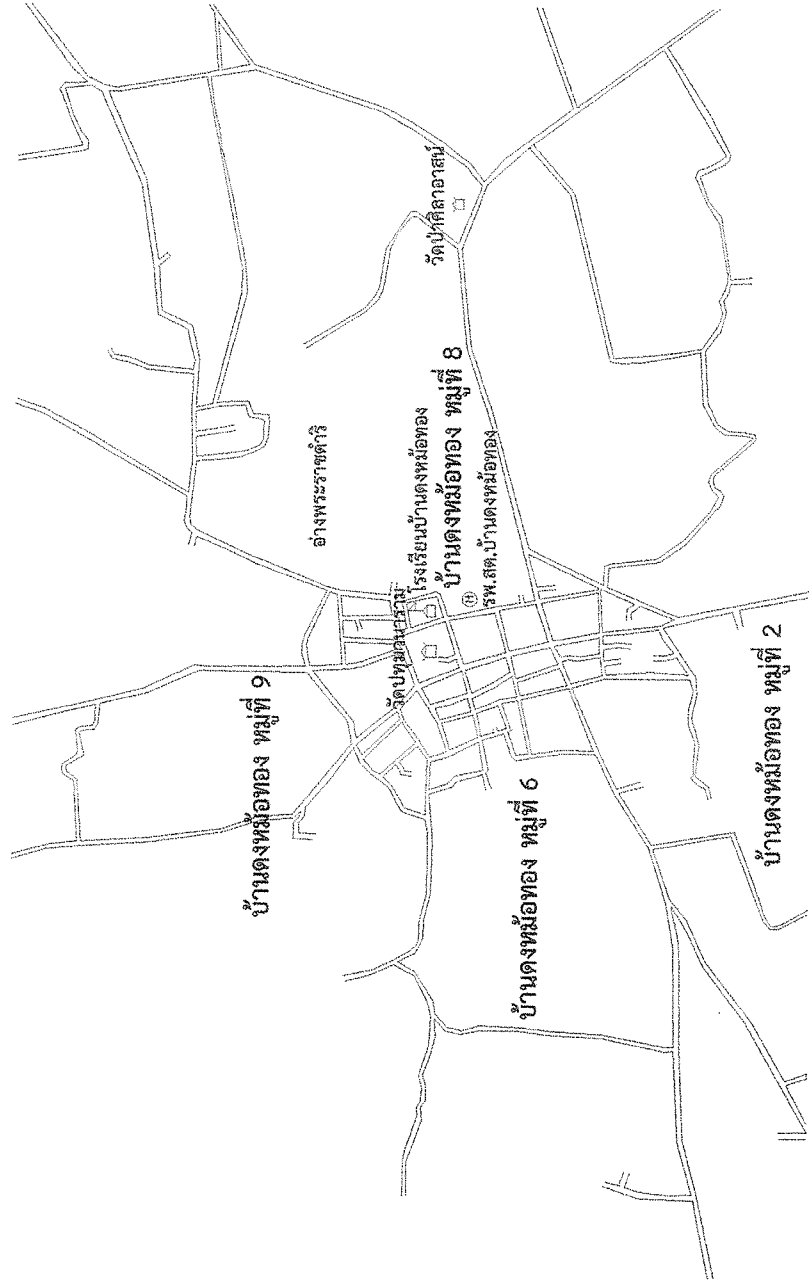 วัดป่าศิลาอาสน์
อ่างพระราชดำริ
โรงเรียนบ้านดงหม้อทอง
บ้านดงหม้อทอง หมู่ที่ 8
รพ.สต.บ้านดงหม้อทอง
วัดปทุมวนาราม
บ้านดงหม้อทอง หมู่ที่ 9
บ้านดงหม้อทอง หมู่ที่ 6
บ้านดงหม้อทอง หมู่ที่ 2